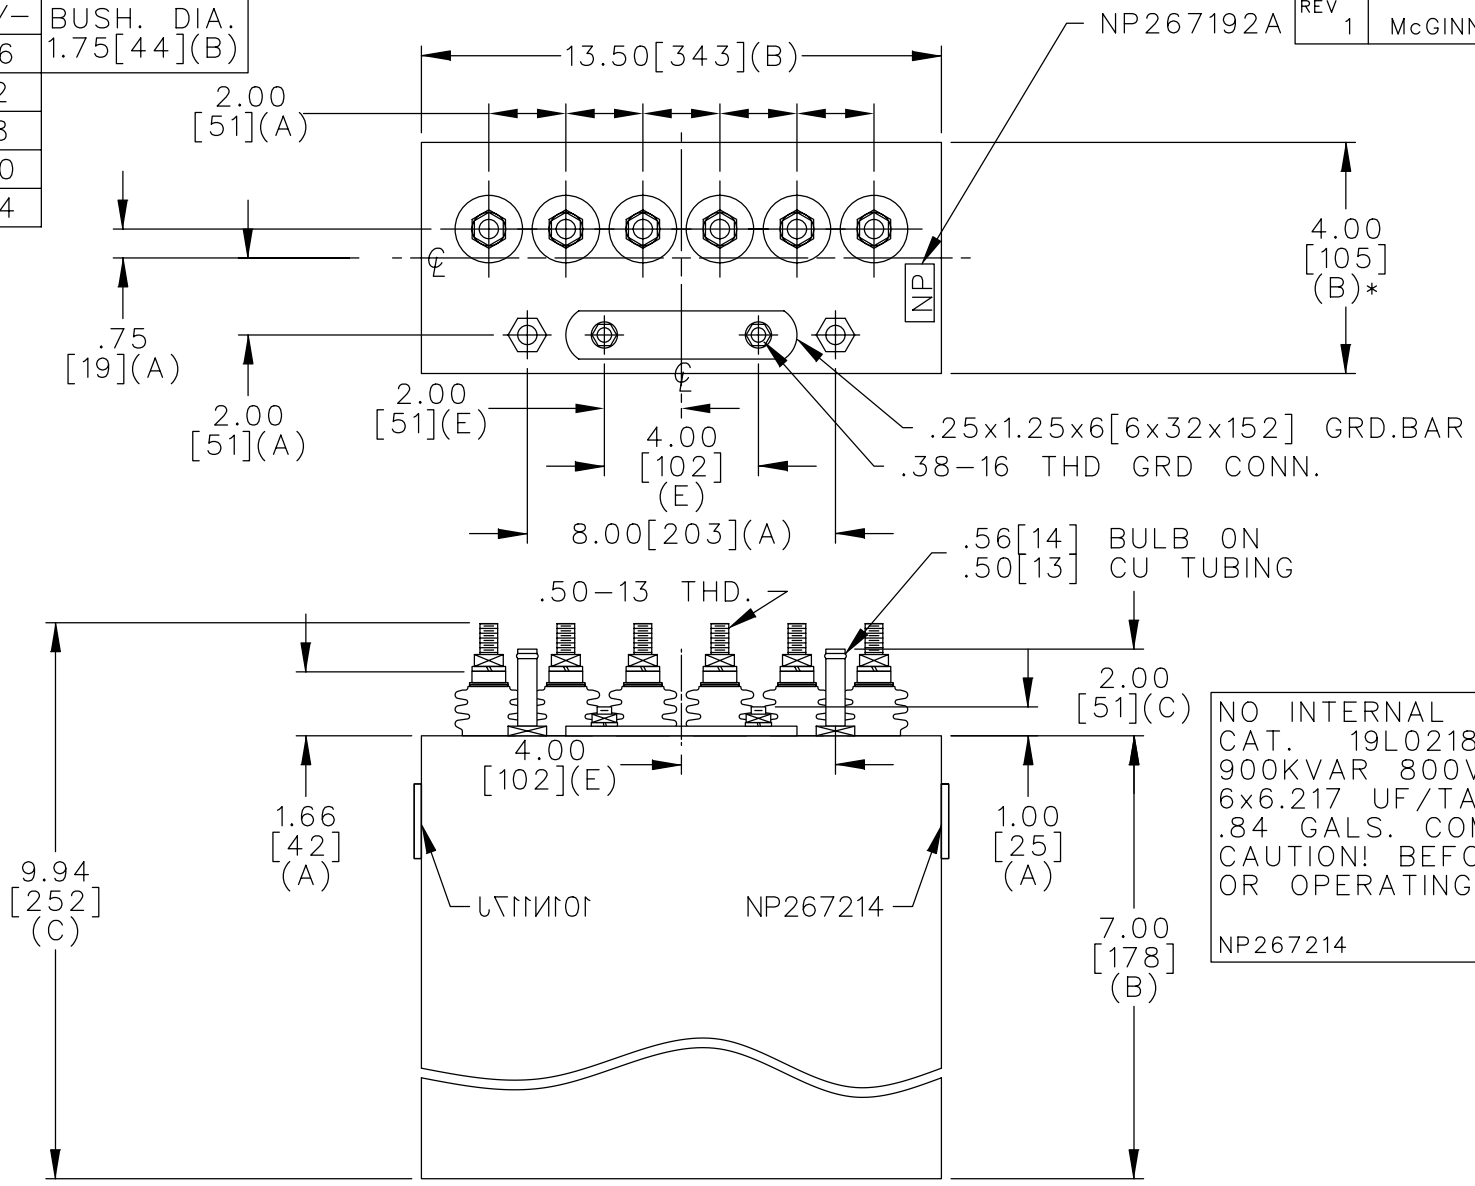 BUSH. DIA.
1.75[44](B)
NP267192A
REV
1
13.50[343](B)
2.00
[51](A)
4.00
[105]
(B)*
.75
[19](A)
2.00
[51](A)
NP
2.00
[51](E)
4.00
[102]
(E)
.25x1.25x6[6x32x152] GRD.BAR
.38-16 THD GRD CONN.
8.00[203](A)
.56[14] BULB ON
.50[13] CU TUBING
.50-13 THD.
2.00
[51](C)
4.00
[102](E)
1.66
[42]
(A)
1.00
[25]
(A)
9.94
[252]
(C)
101N117J
NP267214
7.00
[178]
(B)
NO INTERNAL
CAT. 19L0218
900KVAR 800V
6x6.217 UF/TA
.84 GALS. CO
CAUTION! BEFO
OR OPERATING
NP267214